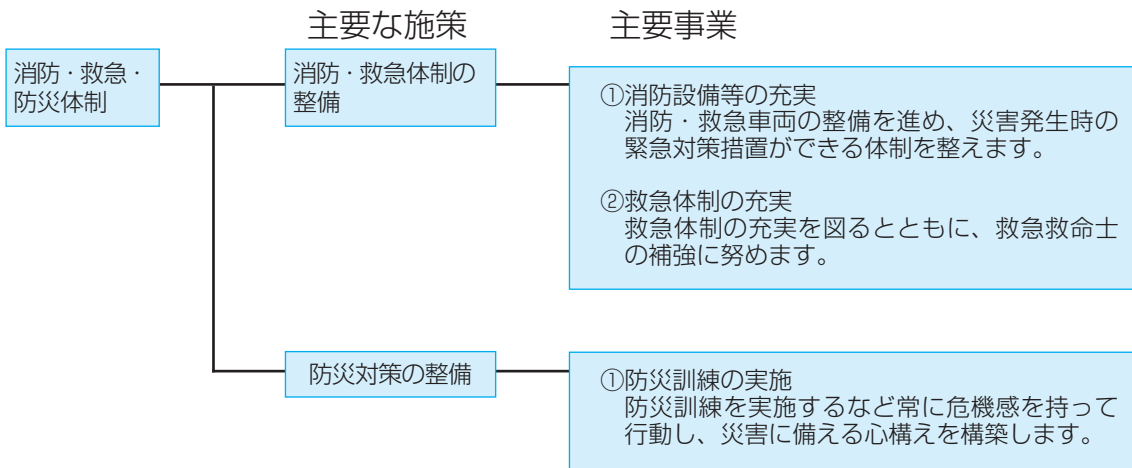 主要な施策
主要事業
消防・救急・
防災体制
消防・救急体制の
整備
①消防設備等の充実
消防・救急車両の整備を進め、災害発生時の
緊急対策措置ができる体制を整えます。
②救急体制の充実
救急体制の充実を図るとともに、救急救命士
の補強に努めます。
防災対策の整備
①防災訓練の実施
防災訓練を実施するなど常に危機感を持って
行動し、災害に備える心構えを構築します。